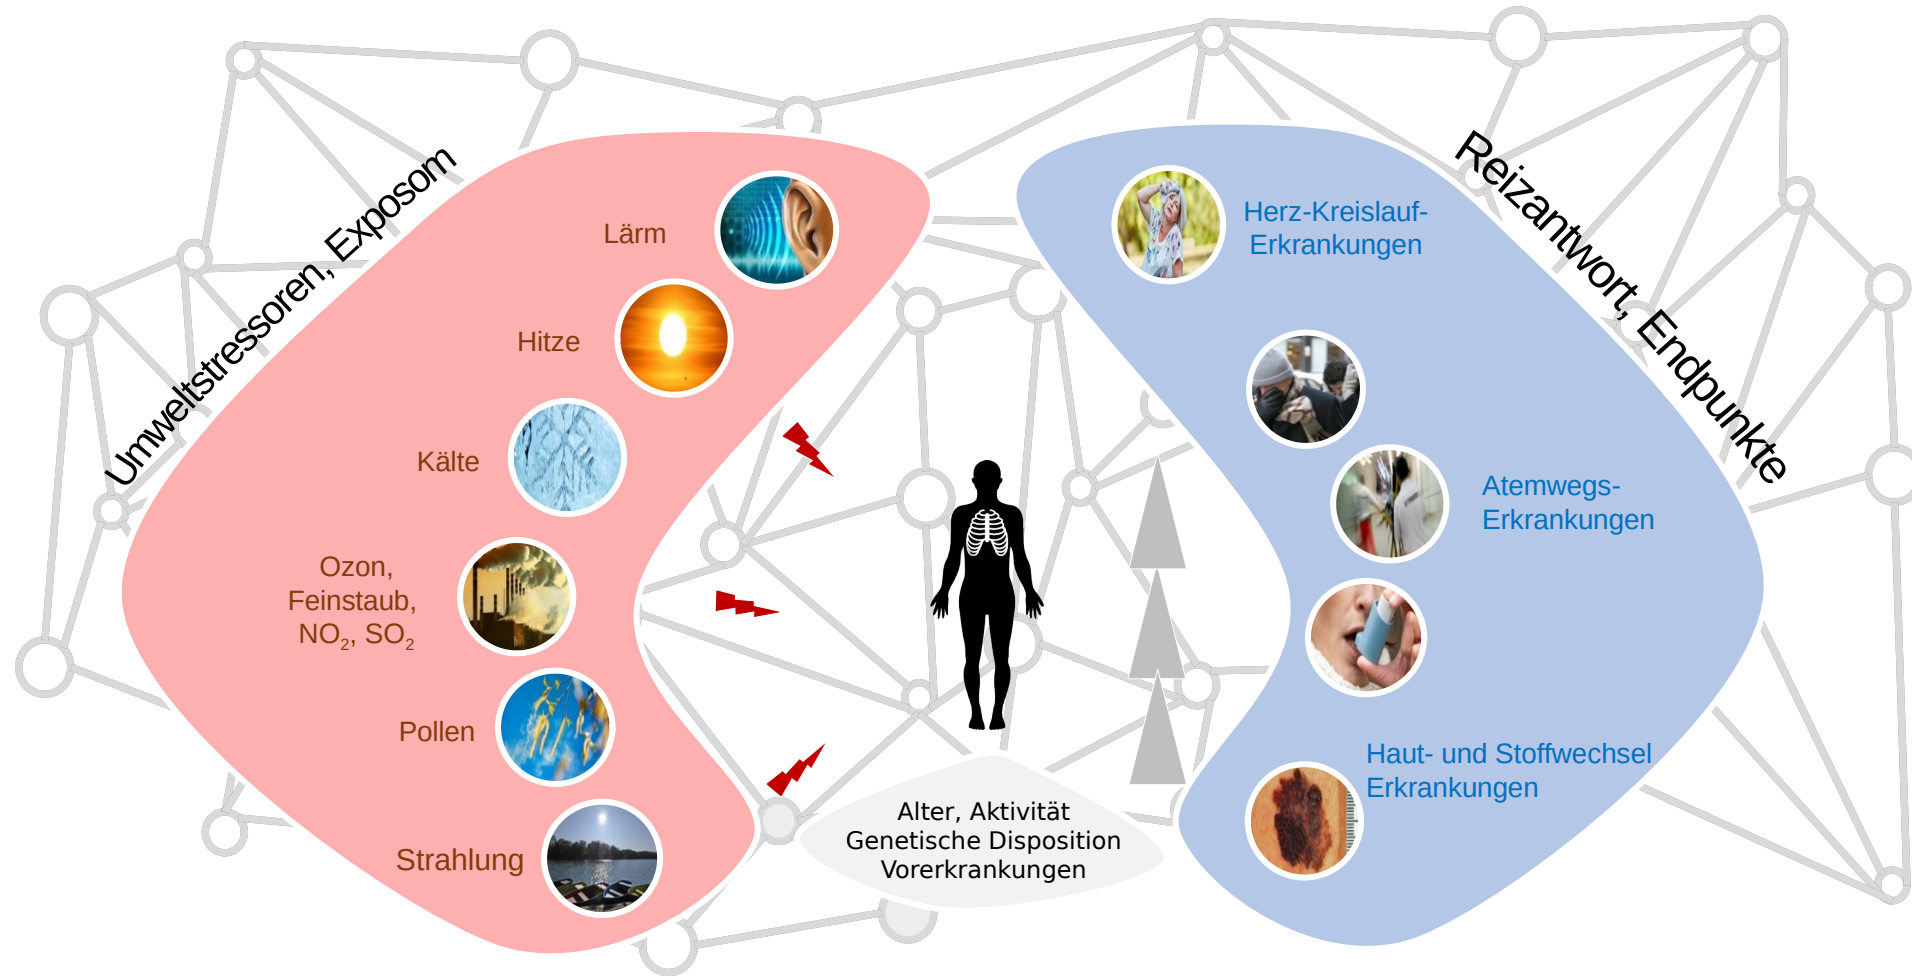 Umweltstressoren, Exposom
Lärm
Hitze
Kälte
Ozon,
Feinstaub,
NO₂, SO₂
Pollen
Strahlung
Alter, Aktivität
Genetische Disposition
Vorerkrankungen
Reizantwort, Endpunkte
Herz-Kreislauf-
Erkrankungen
Atemwegs-
Erkrankungen
Haut- und Stoffwechsel
Erkrankungen